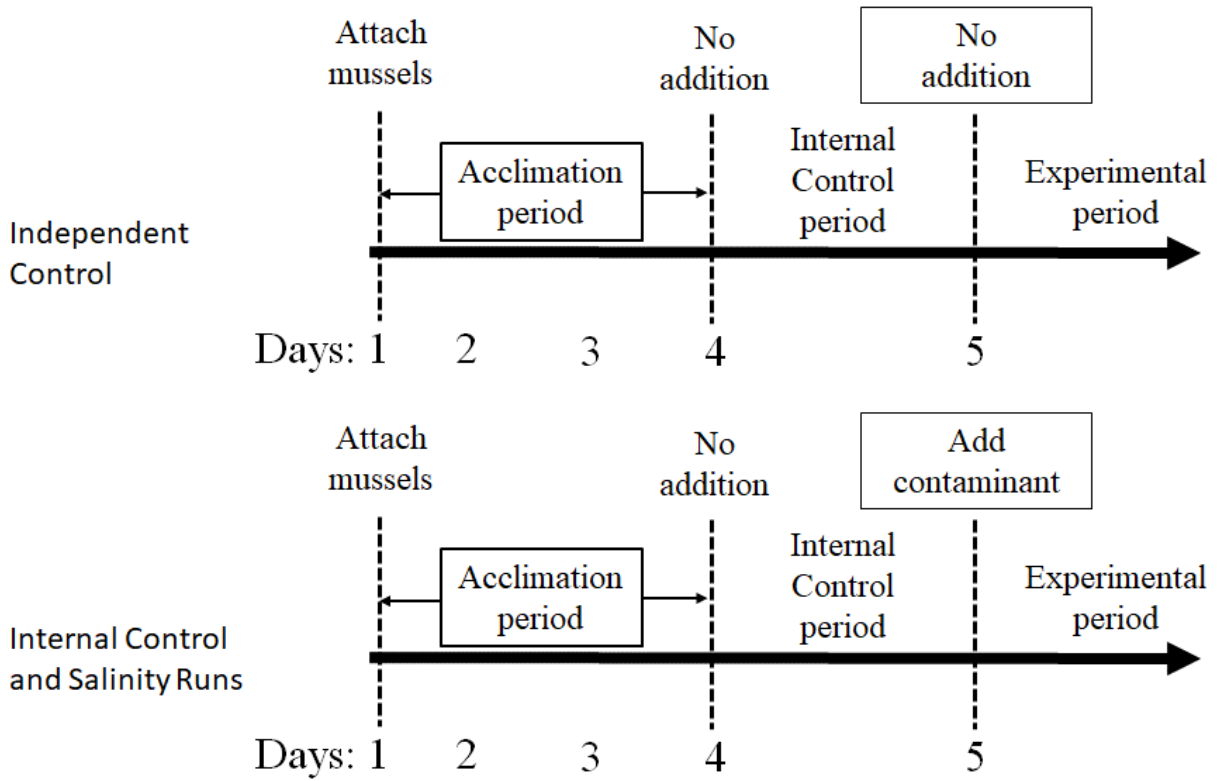 Attach
mussels
No
addition
No
addition
Acclimation
period
Internal
Control
period
Experimental
period
Independent
Control
Days: 1 2 3 4 5
Attach
mussels
No
addition
Add
contaminant
Acclimation
period
Internal
Control
period
Experimental
period
Internal Control
and Salinity Runs
Days: 1 2 3 4 5